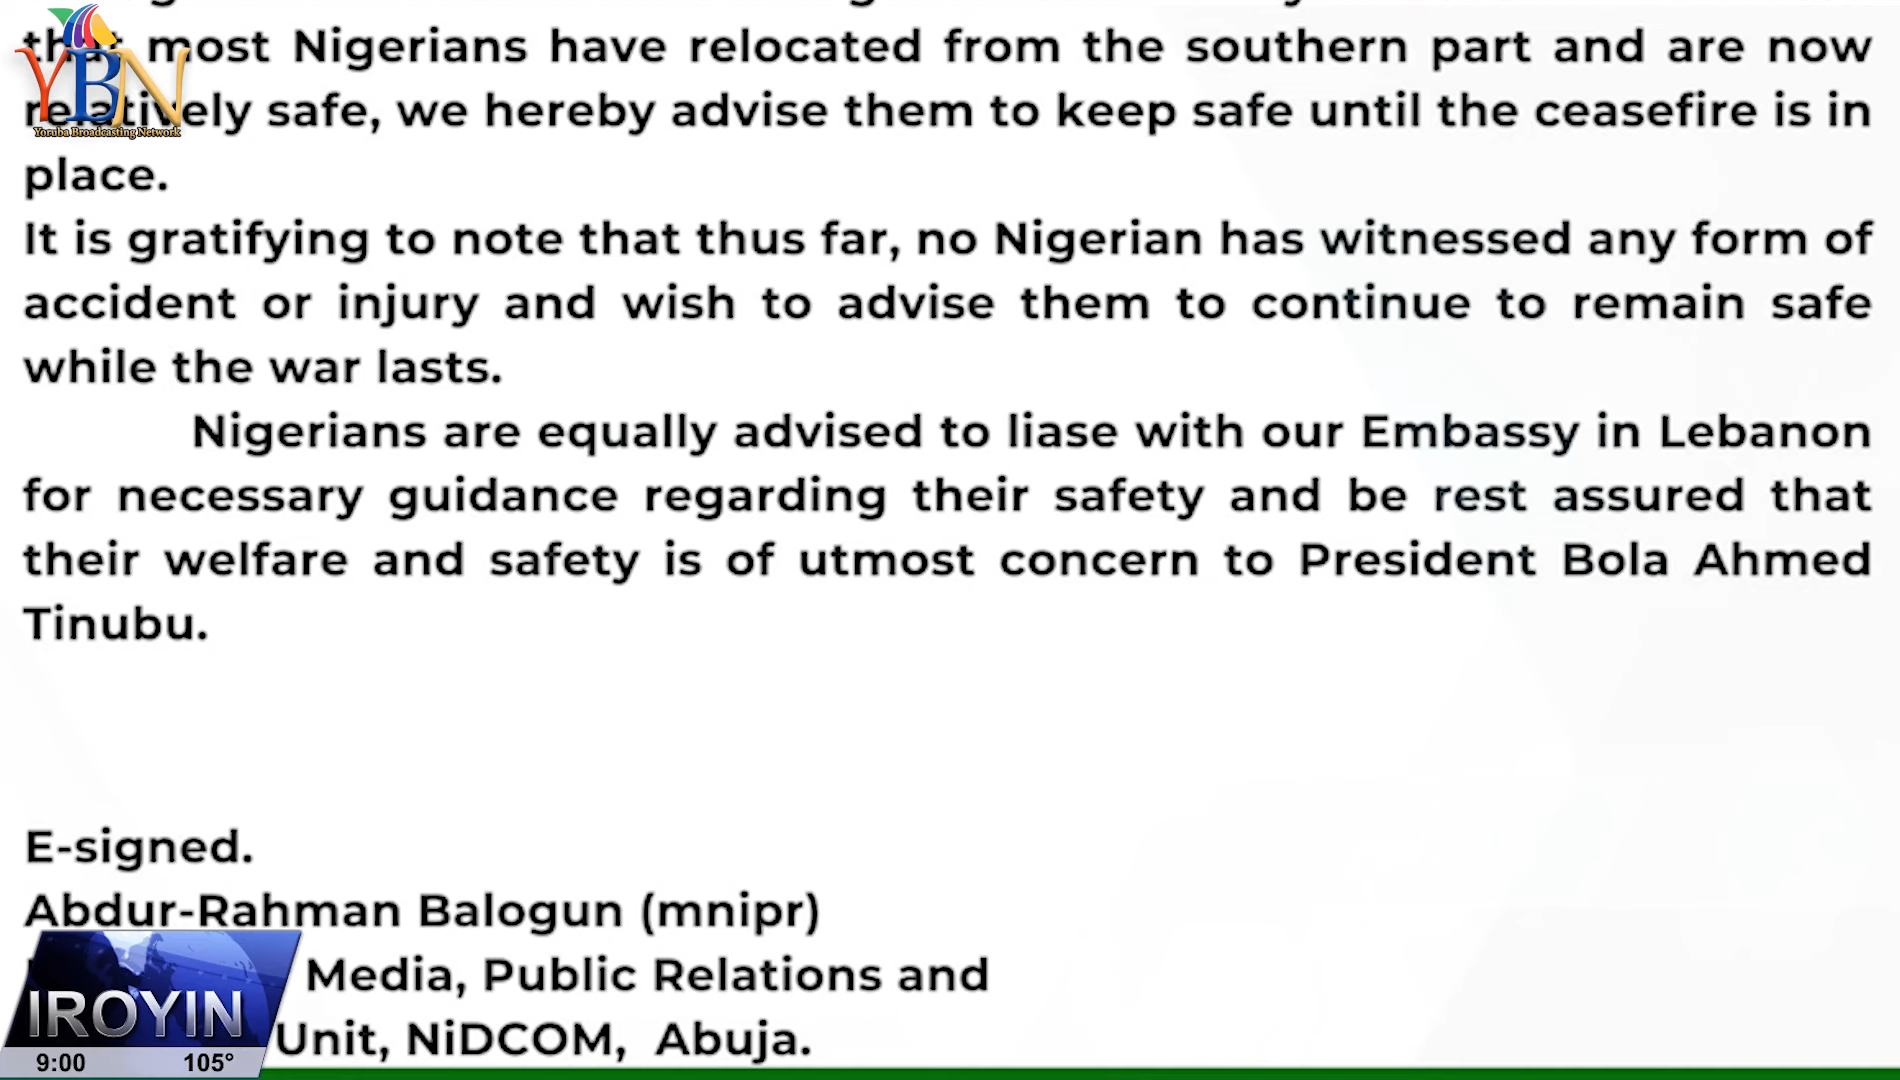 that most Nigerians have relocated from the southern part and are now
relatively safe, we hereby advise them to keep safe until the ceasefire is in
place.
It is gratifying to note that thus far, no Nigerian has witnessed any form of
accident or injury and wish to advise them to continue to remain safe
while the war lasts.
Nigerians are equally advised to liase with our Embassy in Lebanon
for necessary guidance regarding their safety and be rest assured that
their welfare and safety is of utmost concern to President Bola Ahmed
Tinubu.
E-signed.
Abdur-Rahman Balogun (mnipr)
Media, Public Relations and
Unit, NiDCOM, Abuja.
YBN
Yoruba Broadcasting Network
IROYIN
9:00 105°